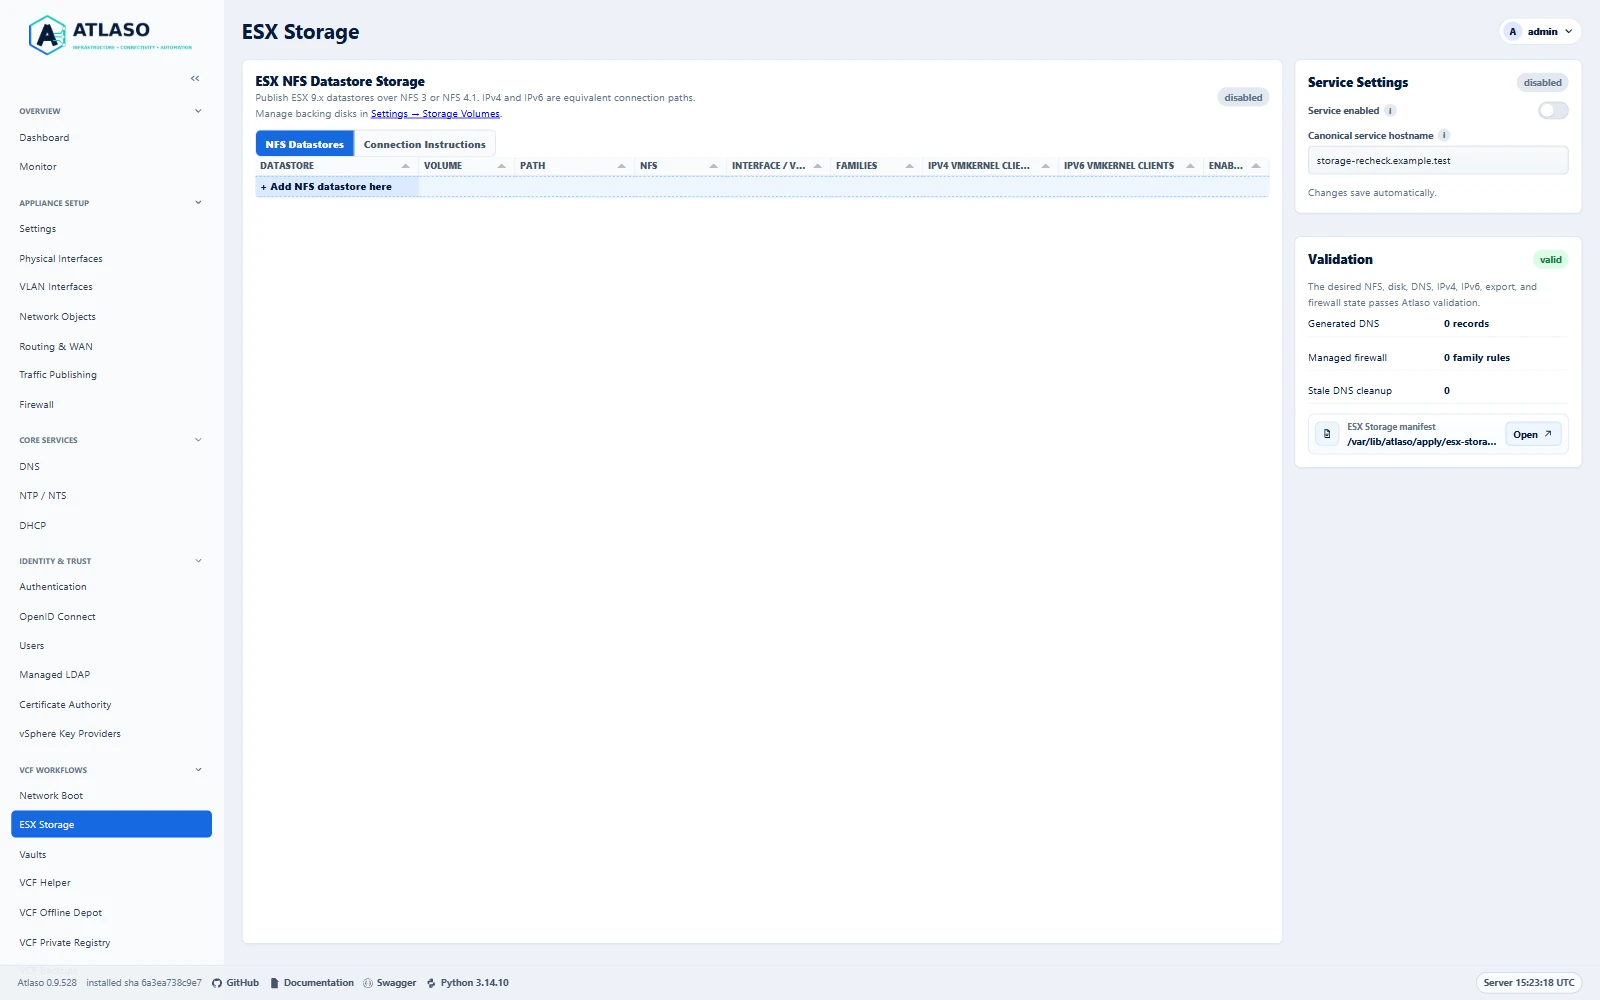 ATLASO
INFRASTRUCTURE • CONNECTIVITY • AUTOMATION
OVERVIEW
Dashboard
Monitor
APPLIANCE SETUP
Settings
Physical Interfaces
VLAN Interfaces
Network Objects
Routing & WAN
Traffic Publishing
Firewall
CORE SERVICES
DNS
NTP / NTS
DHCP
IDENTITY & TRUST
Authentication
OpenID Connect
Users
Managed LDAP
Certificate Authority
vSphere Key Providers
VCF WORKFLOWS
Network Boot
ESX Storage
Vaults
VCF Helper
VCF Offline Depot
VCF Private Registry
ESX Storage
A admin
ESX NFS Datastore Storage
Publish ESX 9.x datastores over NFS 3 or NFS 4.1. IPv4 and IPv6 are equivalent connection paths.
Manage backing disks in Settings → Storage Volumes.
disabled
NFS Datastores Connection Instructions
DATASTORE VOLUME PATH NFS INTERFACE / V... FAMILIES IPV4 VMKERNEL CLIE... IPV6 VMKERNEL CLIENTS ENAB...
+ Add NFS datastore here
Service Settings disabled
Service enabled i
Canonical service hostname i
storage-recheck.example.test
Changes save automatically.
Validation valid
The desired NFS, disk, DNS, IPv4, IPv6, export, and
firewall state passes Atlaso validation.
Generated DNS 0 records
Managed firewall 0 family rules
Stale DNS cleanup 0
ESX Storage manifest
/var/lib/atlaso/apply/esx-stora...
Open
Atlaso 0.9.528 installed sha 6a3ea738c9e7 GitHub Documentation Swagger Python 3.14.10
Server 15:23:18 UTC